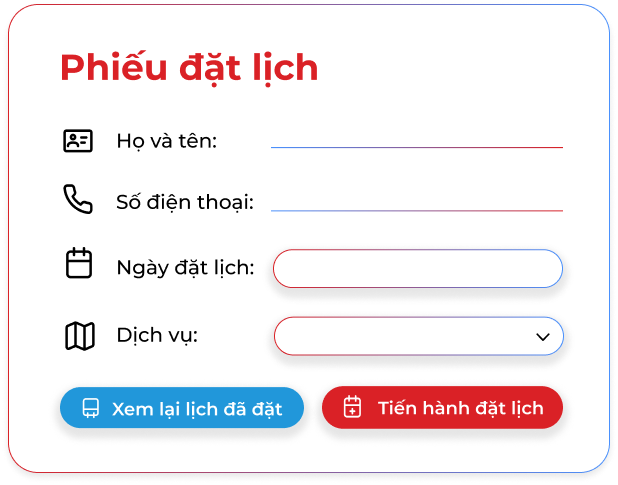 Phiếu đặt lịch
Họ và tên:
Số điện thoại:
Ngày đặt lịch:
Dịch vụ:
Xem lại lịch đã đặt
Tiến hành đặt lịch